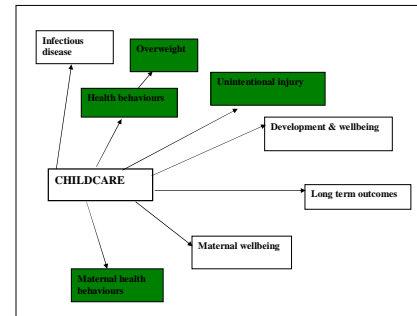 Infectious
disease
Overweight
Health behaviours
Unintentional injury
Development & wellbeing
CHILDCARE
Long term outcomes
Maternal wellbeing
Maternal health
behaviours